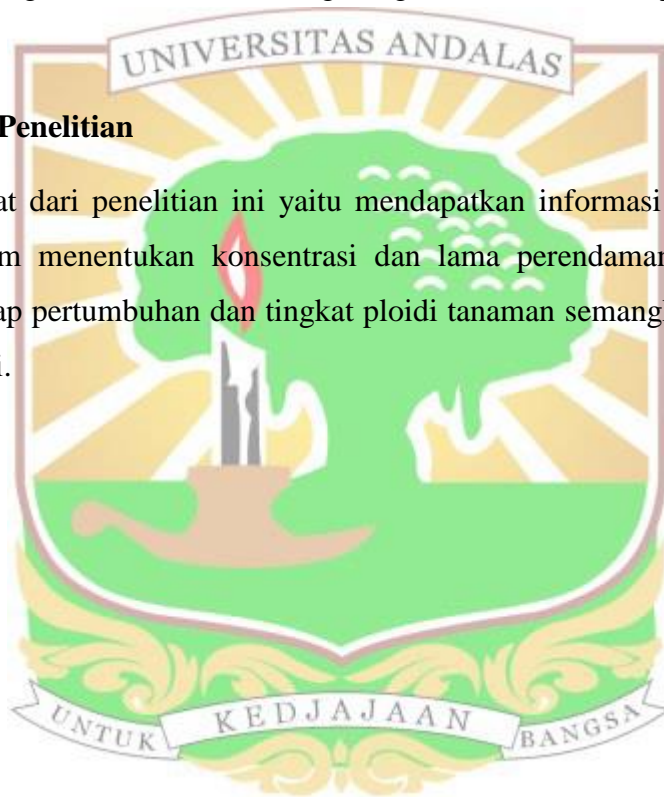 UNIVERSITAS ANDALAS
Penelitian
at dari penelitian ini yaitu mendapatkan informasi
m menentukan konsentrasi dan lama perendaman
ap pertumbuhan dan tingkat ploidi tanaman semangk
i.
UNTUK KEDJAJAAN BANGSA